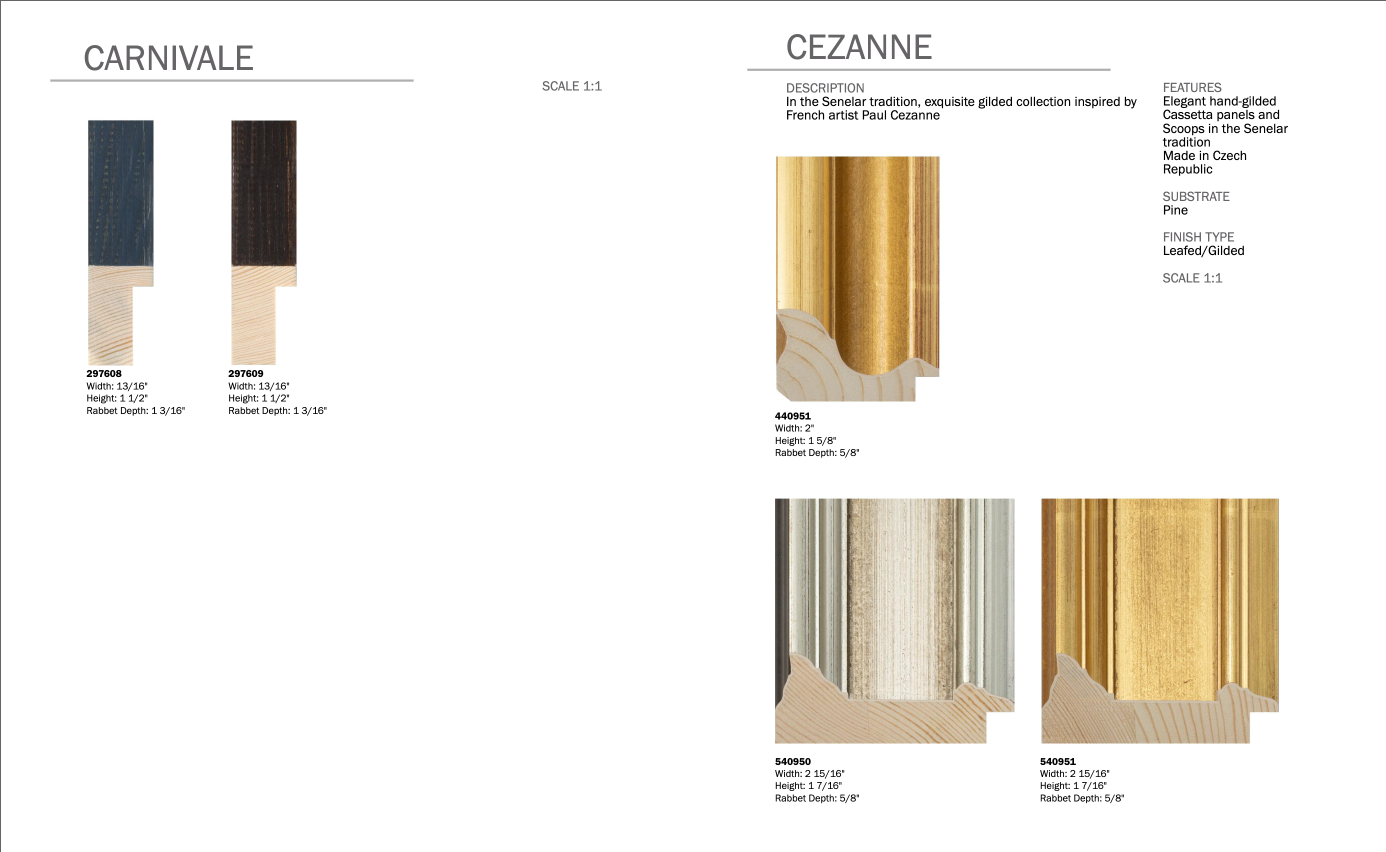 CARNIVALE
SCALE 1:1
297608
Width: 13/16"
Height: 1 1/2"
Rabbet Depth: 1 3/16"
297609
Width: 13/16"
Height: 1 1/2"
Rabbet Depth: 1 3/16"
CEZANNE
DESCRIPTION
In the Senelar tradition, exquisite gilded collection inspired by
French artist Paul Cezanne
FEATURES
Elegant hand-gilded
Cassetta panels and
Scoops in the Senelar
tradition
Made in Czech
Republic
SUBSTRATE
Pine
FINISH TYPE
Leafed/Gilded
SCALE 1:1
440951
Width: 2"
Height: 1 5/8"
Rabbet Depth: 5/8"
540950
Width: 2 15/16"
Height: 1 7/16"
Rabbet Depth: 5/8"
540951
Width: 2 15/16"
Height: 1 7/16"
Rabbet Depth: 5/8"